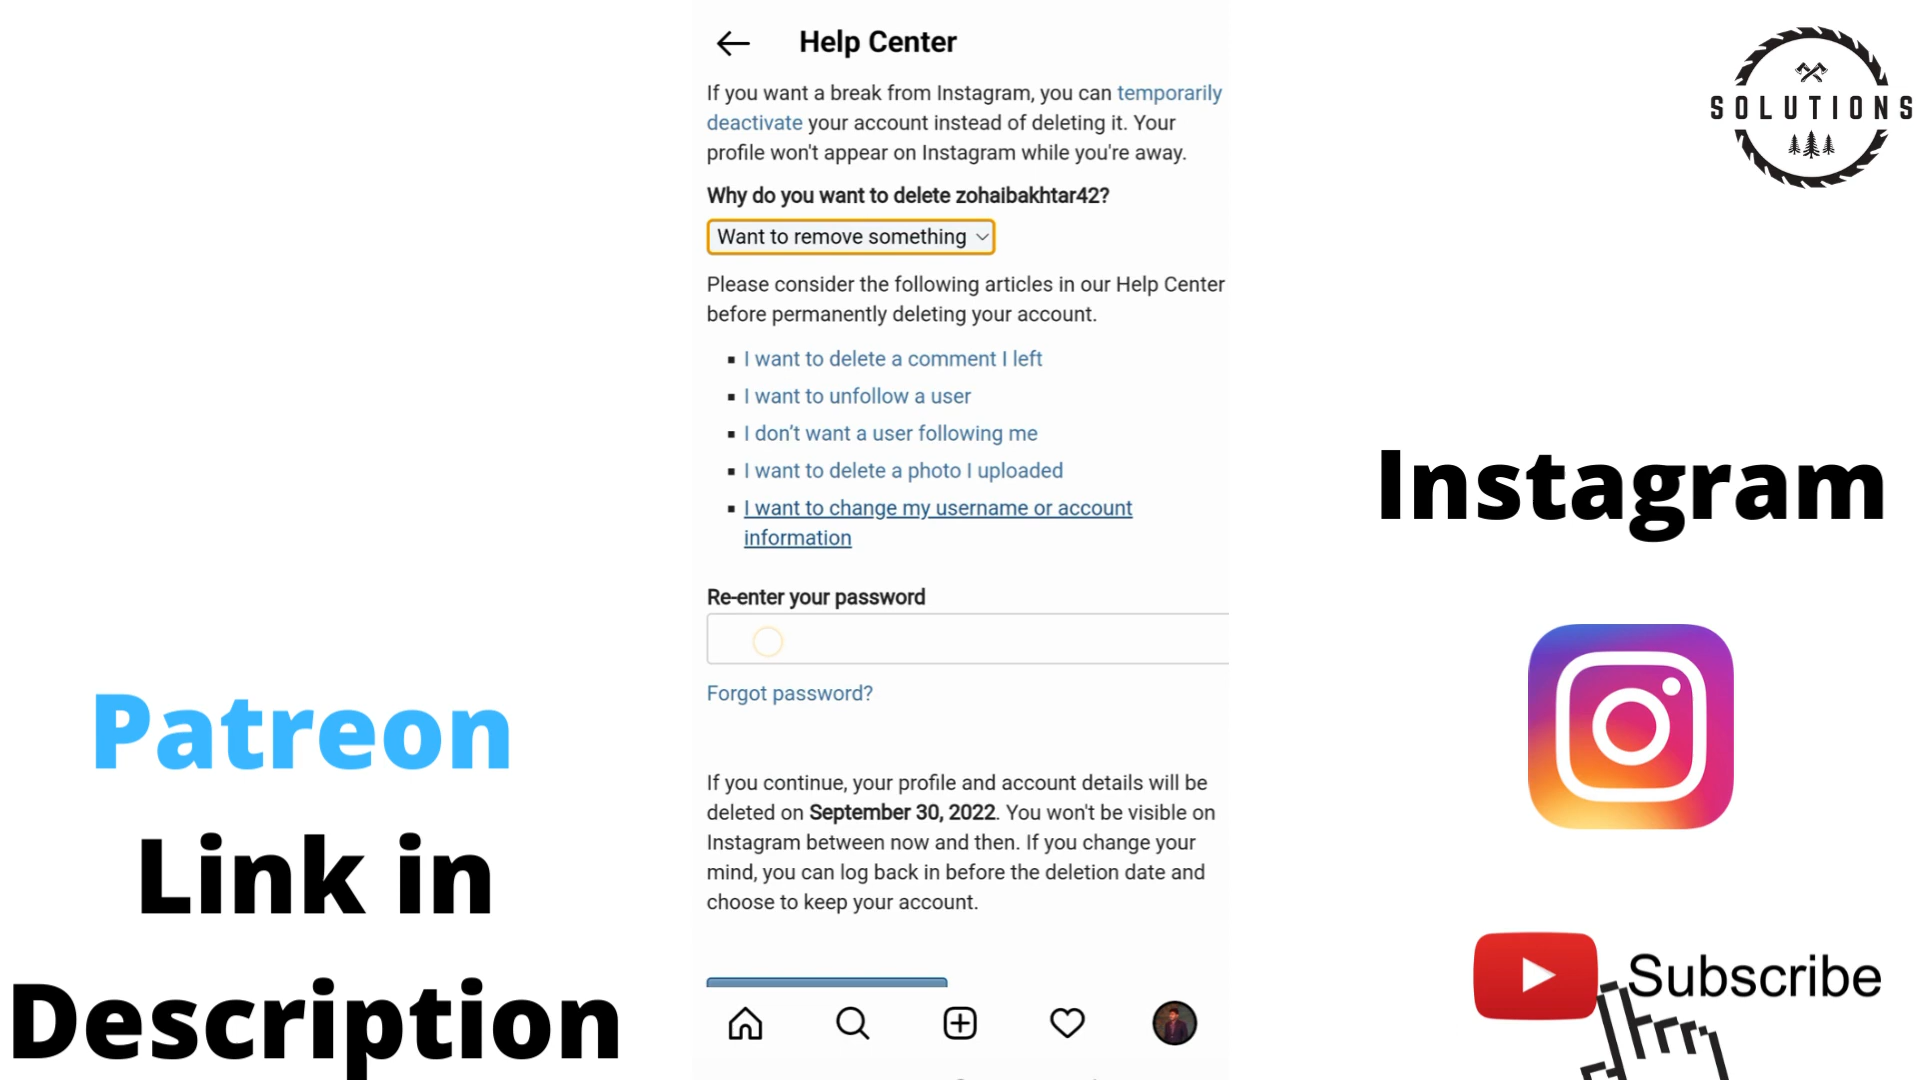 Help Center
If you want a break from Instagram, you can temporarily
deactivate your account instead of deleting it. Your
profile won't appear on Instagram while you're away.
Why do you want to delete zohaibakhtar42?
Want to remove something
Please consider the following articles in our Help Center
before permanently deleting your account.
I want to delete a comment I left
I want to unfollow a user
I don’t want a user following me
I want to delete a photo I uploaded
I want to change my username or account
information
Re-enter your password
Forgot password?
If you continue, your profile and account details will be
deleted on September 30, 2022. You won't be visible on
Instagram between now and then. If you change your
mind, you can log back in before the deletion date and
choose to keep your account.
Patreon
Link in
Description
SOLUTIONS
Instagram
Subscribe